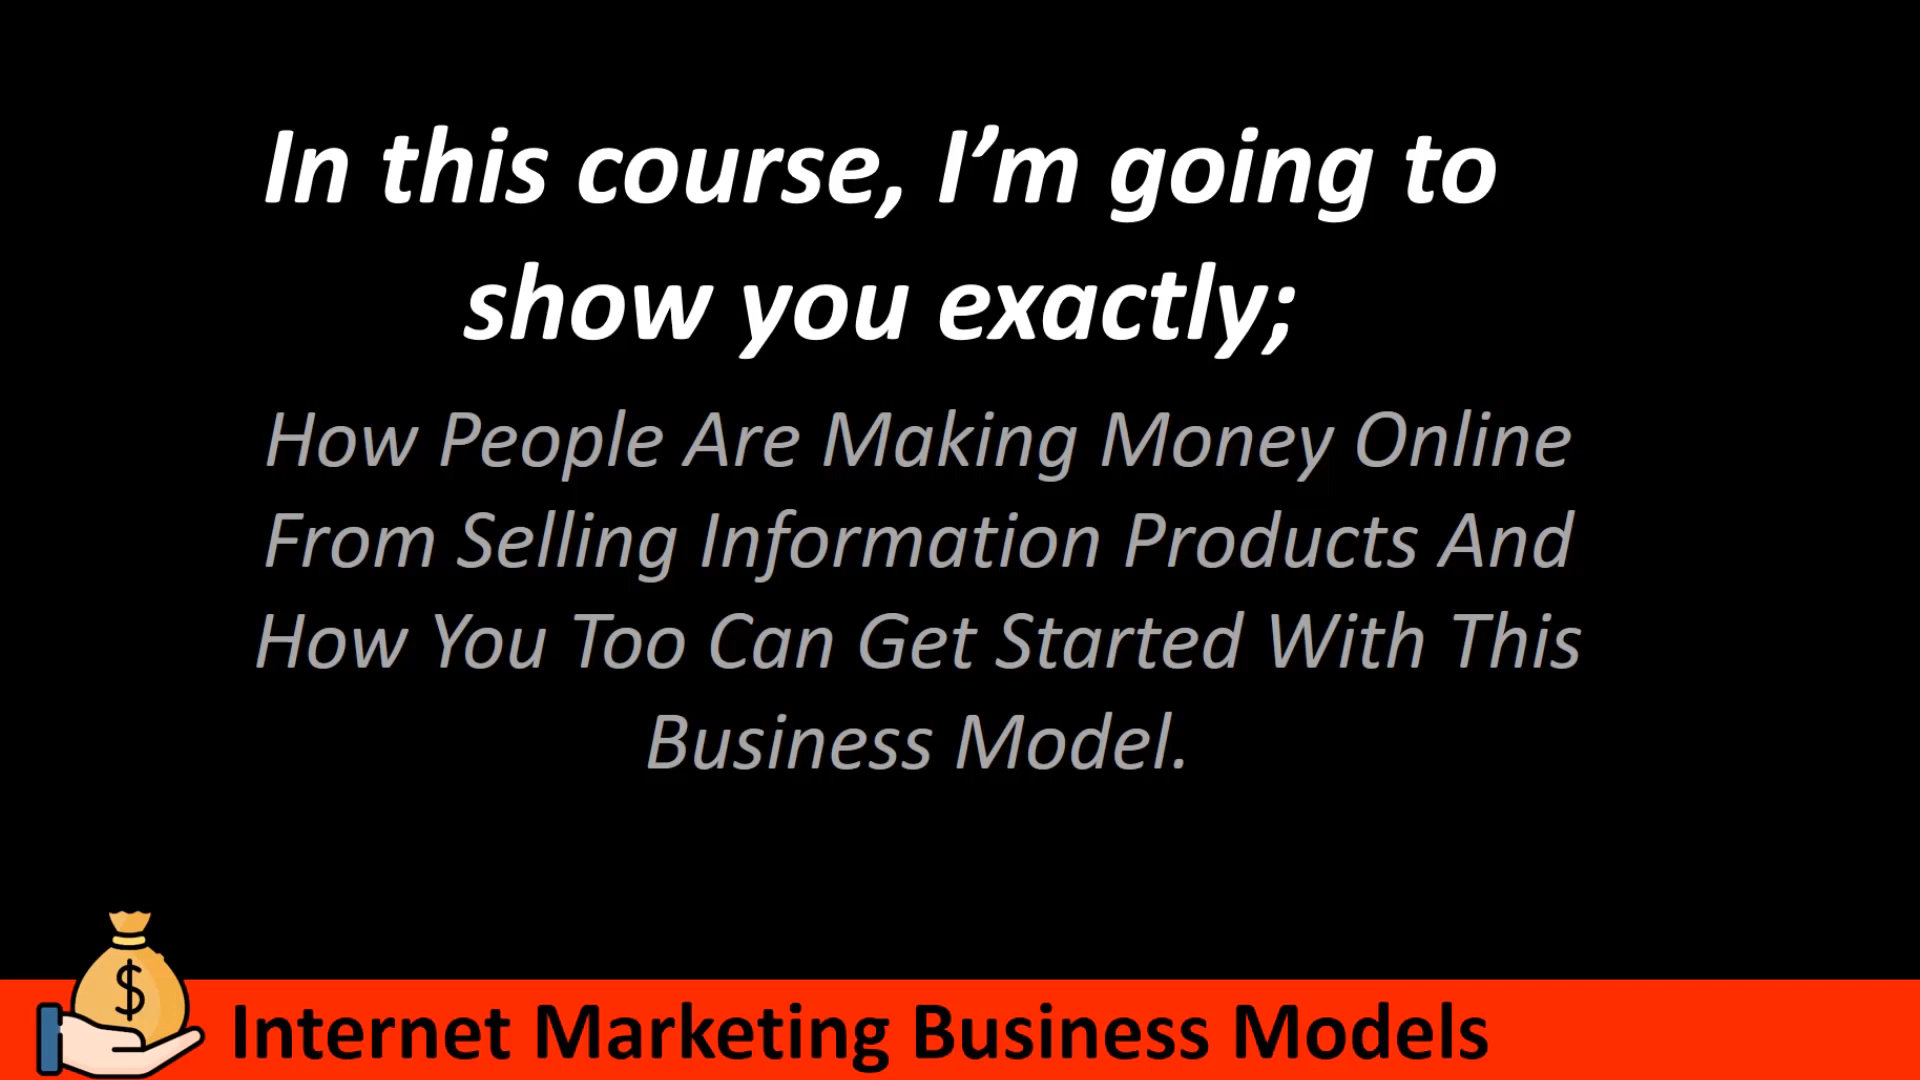 In this course, I’m going to
show you exactly;
How People Are Making Money Online
From Selling Information Products And
How You Too Can Get Started With This
Business Model.
$
Internet Marketing Business Models